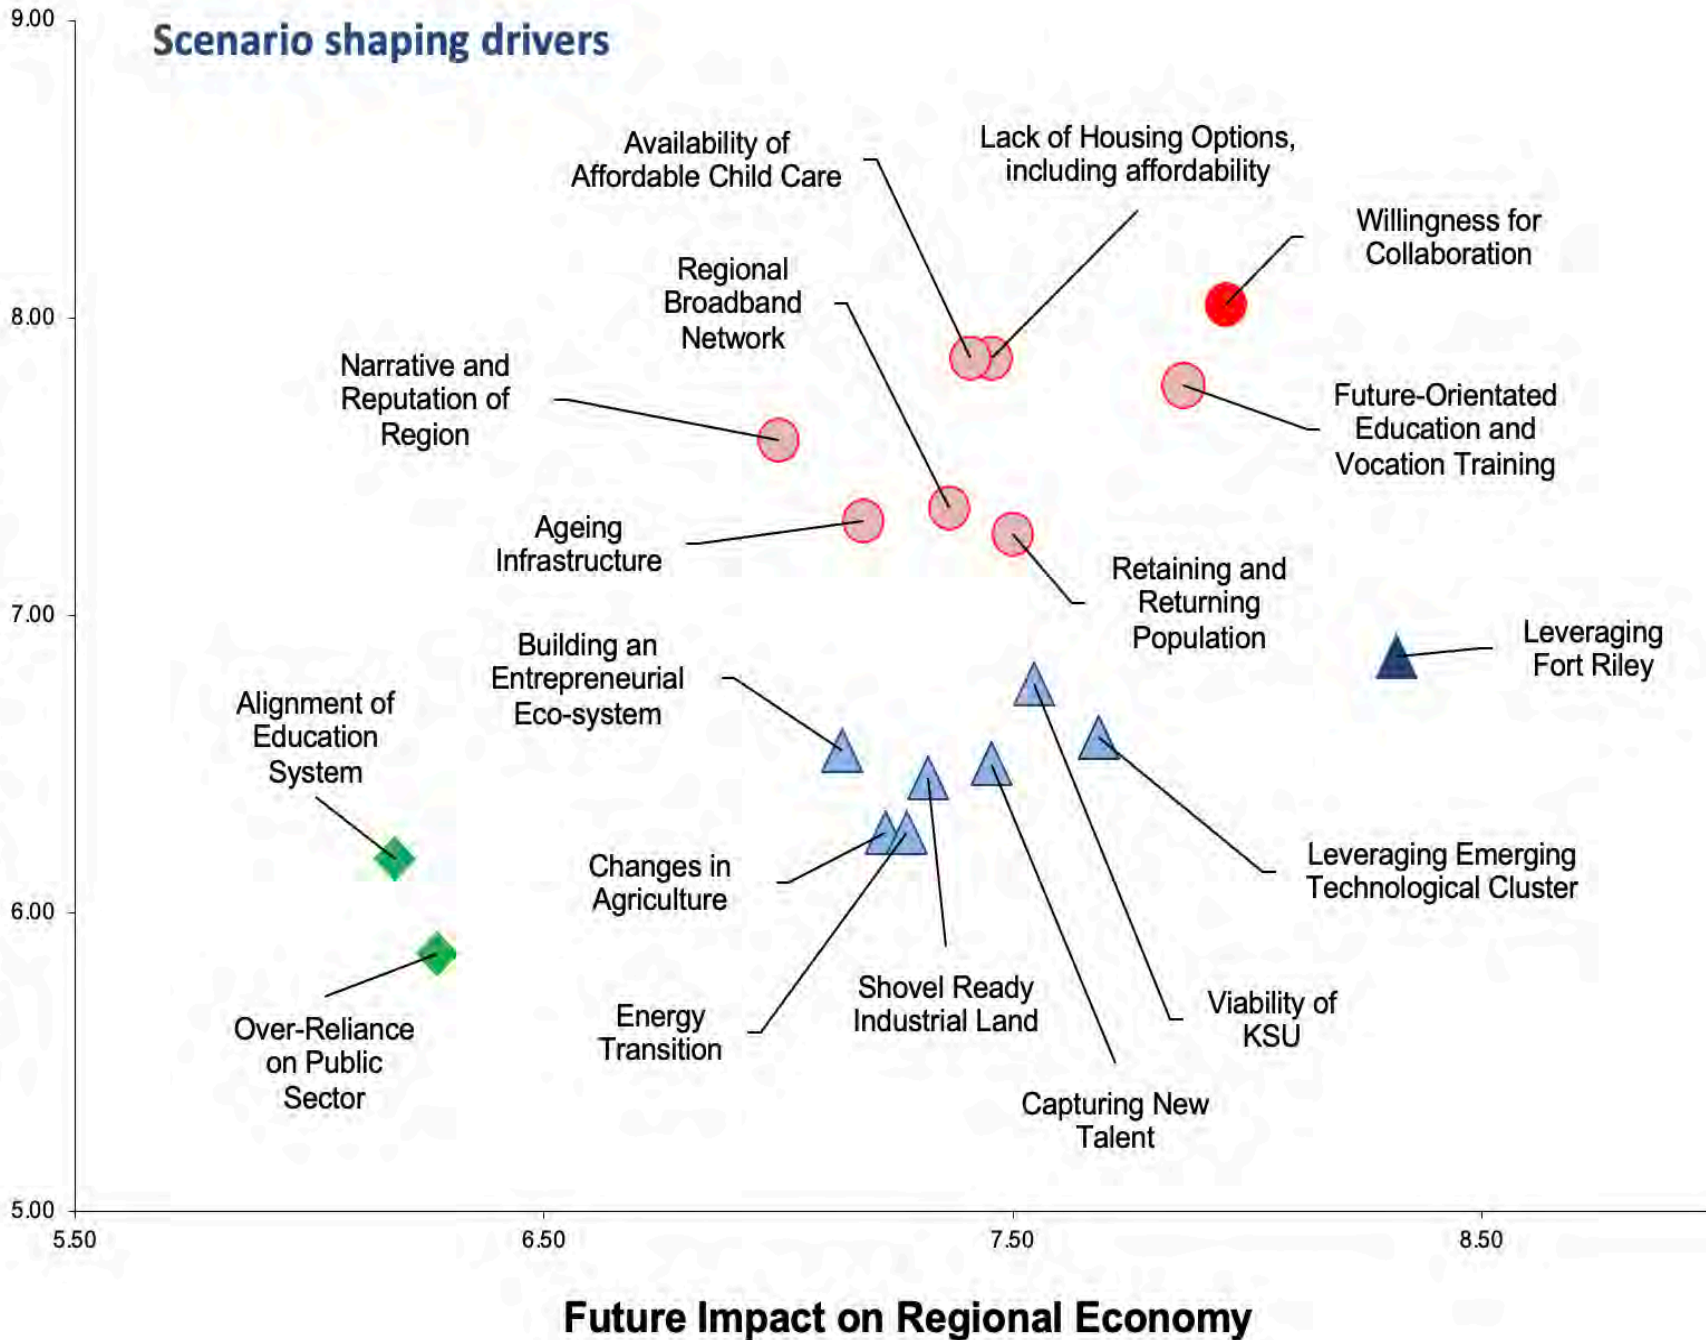 9.00
Scenario shaping drivers
Availability of
Affordable Child Care
Lack of Housing Options,
including affordability
Willingness for
Collaboration
Regional
Broadband
Network
8.00
Narrative and
Reputation of
Region
Future-Orientated
Education and
Vocation Training
Ageing
Infrastructure
Retaining and
Returning
Population
7.00
Building an
Entrepreneurial
Eco-system
Leveraging
Fort Riley
Alignment of
Education
System
Changes in
Agriculture
Leveraging Emerging
Technological Cluster
6.00
Over-Reliance
on Public
Sector
Energy
Transition
Shovel Ready
Industrial Land
Viability of
KSU
Capturing New
Talent
5.00
5.50
6.50
7.50
8.50
Future Impact on Regional Economy